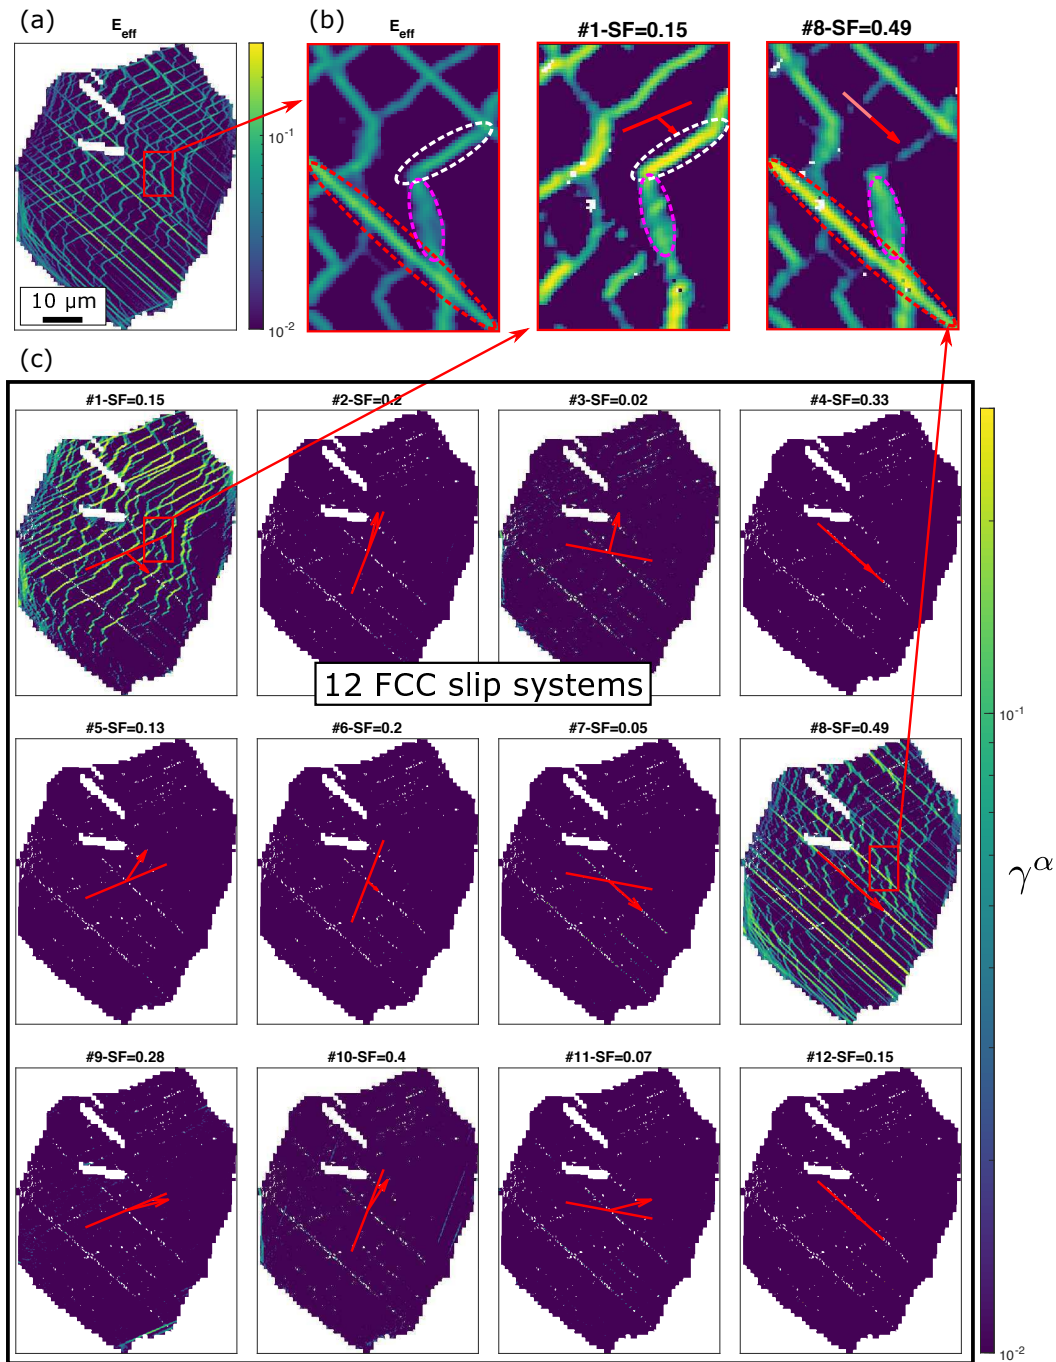 (a)
E_eff
10^-1
10^-2
10 μm
(b)
E_eff
#1-SF=0.15
#8-SF=0.49
(c)
#1-SF=0.15
#2-SF=0.2
#3-SF=0.02
#4-SF=0.33
12 FCC slip systems
#5-SF=0.13
#6-SF=0.2
#7-SF=0.05
#8-SF=0.49
#9-SF=0.28
#10-SF=0.4
#11-SF=0.07
#12-SF=0.15
10^-1
γ^α
10^-2